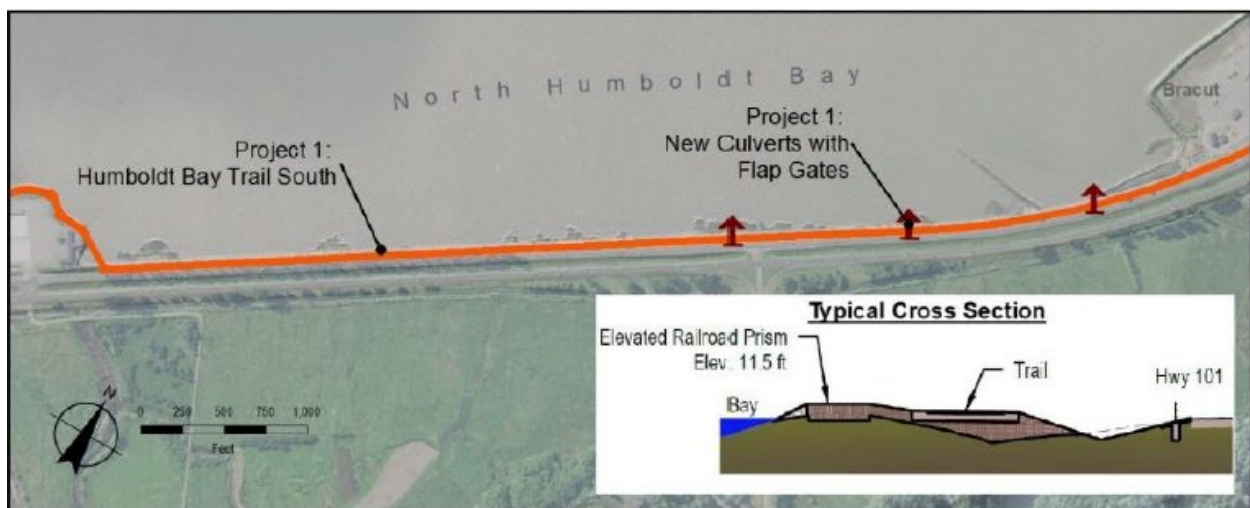 North Humboldt Bay
Bracut
Project 1:
Humboldt Bay Trail South
Project 1:
New Culverts with
Flap Gates
Typical Cross Section
Elevated Railroad Prism
Elev. 11.5 ft
Trail
Hwy 101
Bay
N
0 250 500 750 1,000
Feet